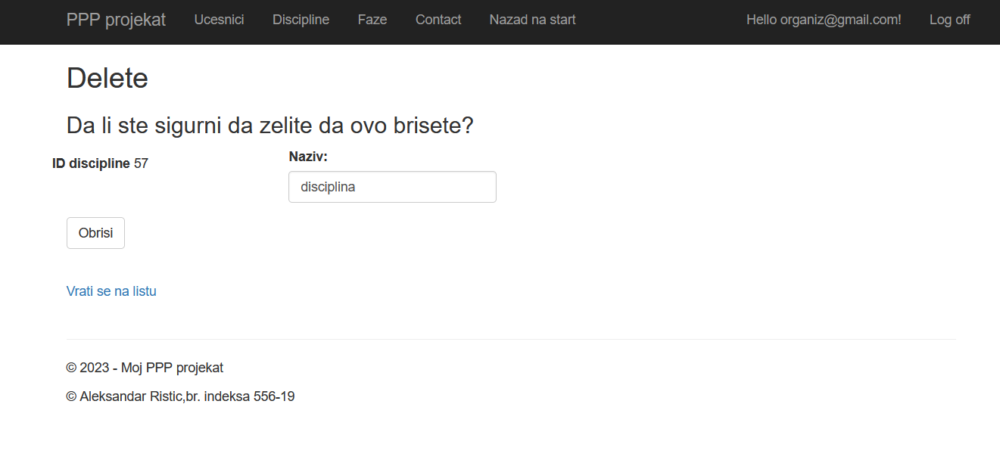 PPP projekat Ucesnici Discipline Faze Contact Nazad na start Hello organiz@gmail.com! Log off
Delete
Da li ste sigurni da zelite da ovo brisete?
ID discipline 57
Naziv:
disciplina
Obrisi
Vrati se na listu
© 2023 - Moj PPP projekat
© Aleksandar Ristic,br. indeksa 556-19